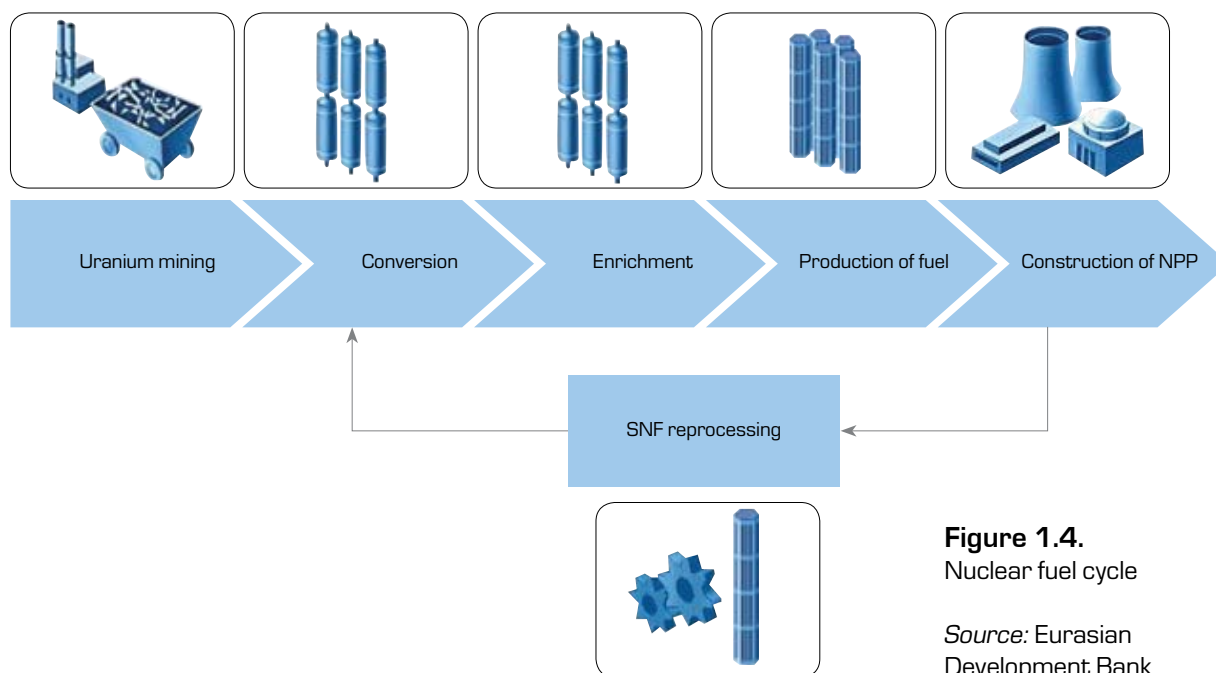 Uranium mining
Conversion
Enrichment
Production of fuel
Construction of NPP
SNF reprocessing
Figure 1.4.
Nuclear fuel cycle
Source: Eurasian
Development Bank